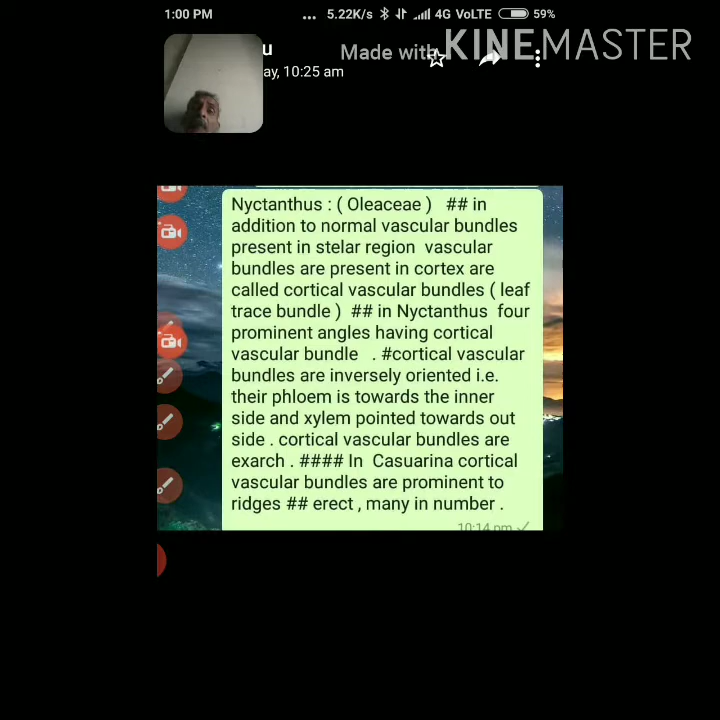 1:00 PM ... 5.22K/s 4G VoLTE 59%
u Made with KINEMASTER
ay, 10:25 am
Nyctanthus : ( Oleaceae ) ## in
addition to normal vascular bundles
present in stelar region vascular
bundles are present in cortex are
called cortical vascular bundles ( leaf
trace bundle ) ## in Nyctanthus four
prominent angles having cortical
vascular bundle . #cortical vascular
bundles are inversely oriented i.e.
their phloem is towards the inner
side and xylem pointed towards out
side . cortical vascular bundles are
exarch . #### In Casuarina cortical
vascular bundles are prominent to
ridges ## erect , many in number .
10:14 pm